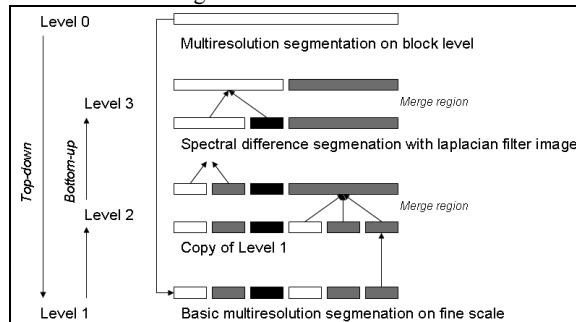 Level 0
Multiresolution segmentation on block level
Level 3
Merge region
Spectral difference segmenation with laplacian filter image
Top-down
Bottom-up
Level 2
Merge region
Copy of Level 1
Level 1
Basic multiresolution segmenation on fine scale